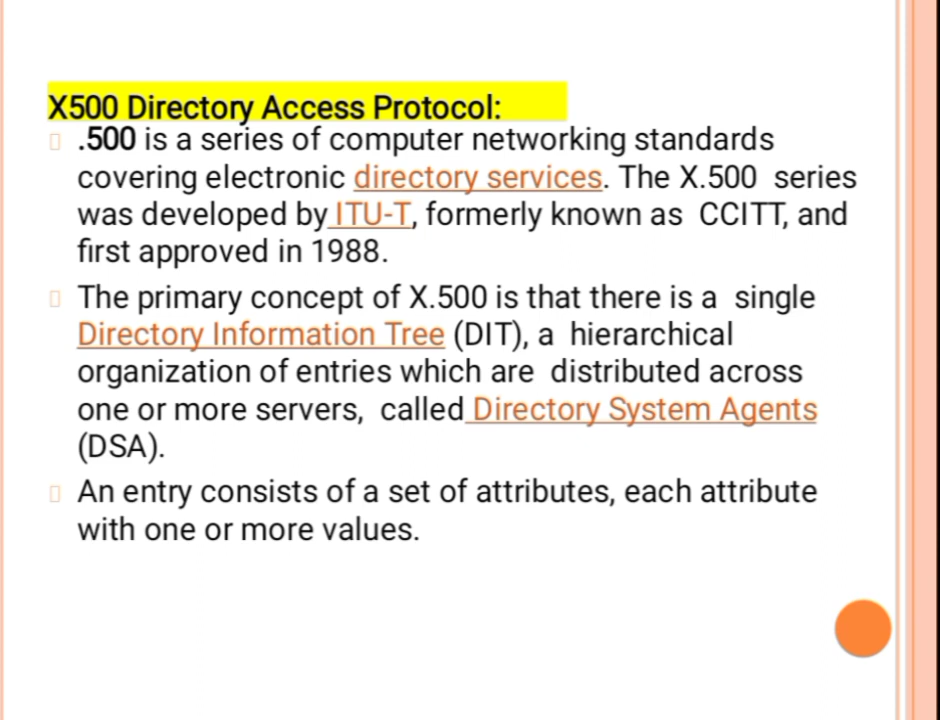 X500 Directory Access Protocol:
.500 is a series of computer networking standards
covering electronic directory services. The X.500 series
was developed by ITU-T, formerly known as CCITT, and
first approved in 1988.
The primary concept of X.500 is that there is a single
Directory Information Tree (DIT), a hierarchical
organization of entries which are distributed across
one or more servers, called Directory System Agents
(DSA).
An entry consists of a set of attributes, each attribute
with one or more values.